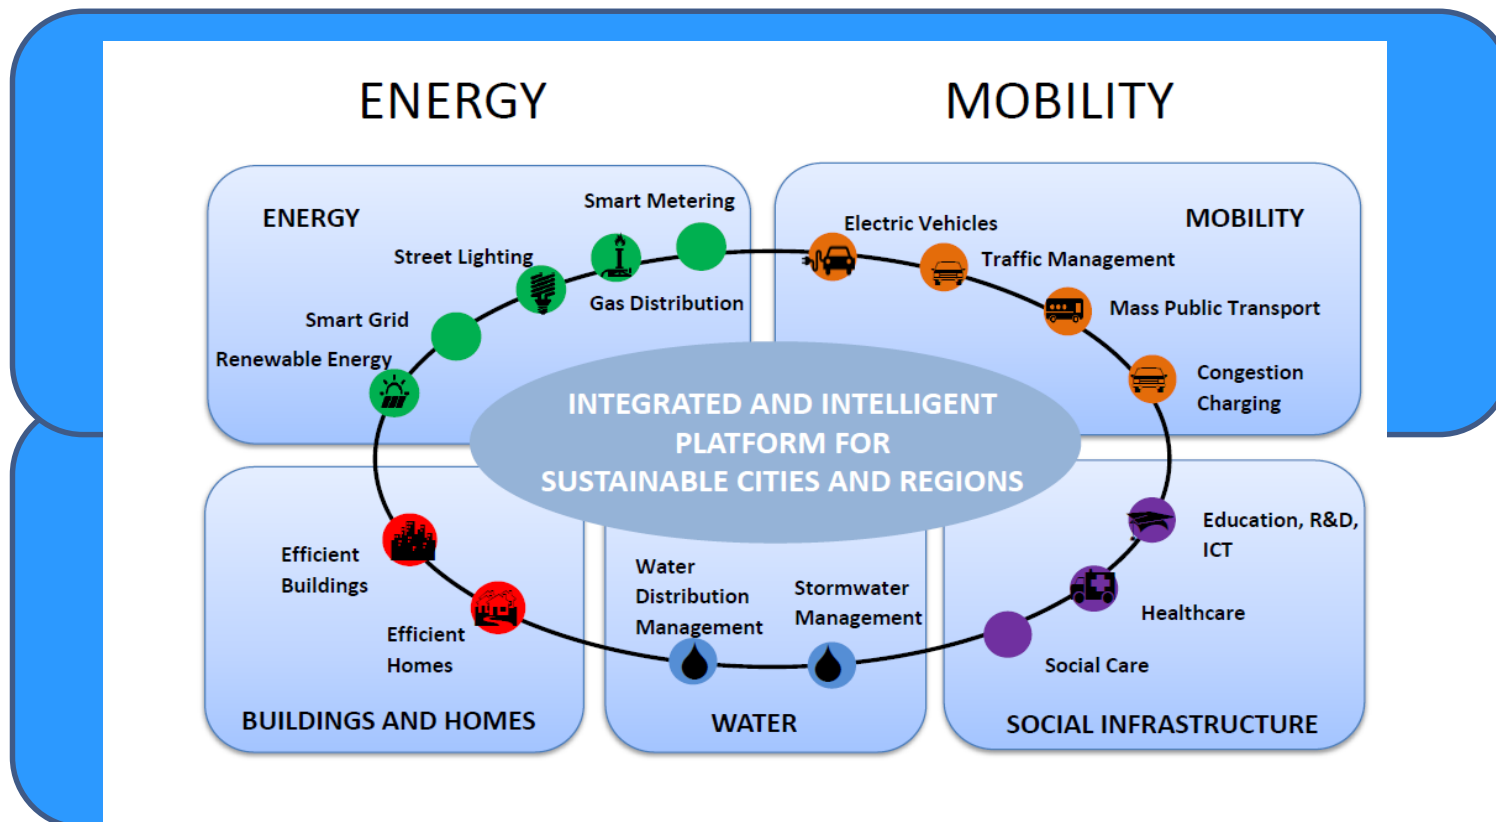 ENERGY
MOBILITY
ENERGY
Smart Metering
Street Lighting
Gas Distribution
Smart Grid
Renewable Energy
Electric Vehicles
MOBILITY
Traffic Management
Mass Public Transport
Congestion
Charging
INTEGRATED AND INTELLIGENT
PLATFORM FOR
SUSTAINABLE CITIES AND REGIONS
Efficient
Buildings
Efficient
Homes
BUILDINGS AND HOMES
Water
Distribution
Management
Stormwater
Management
WATER
Education, R&D,
ICT
Healthcare
Social Care
SOCIAL INFRASTRUCTURE